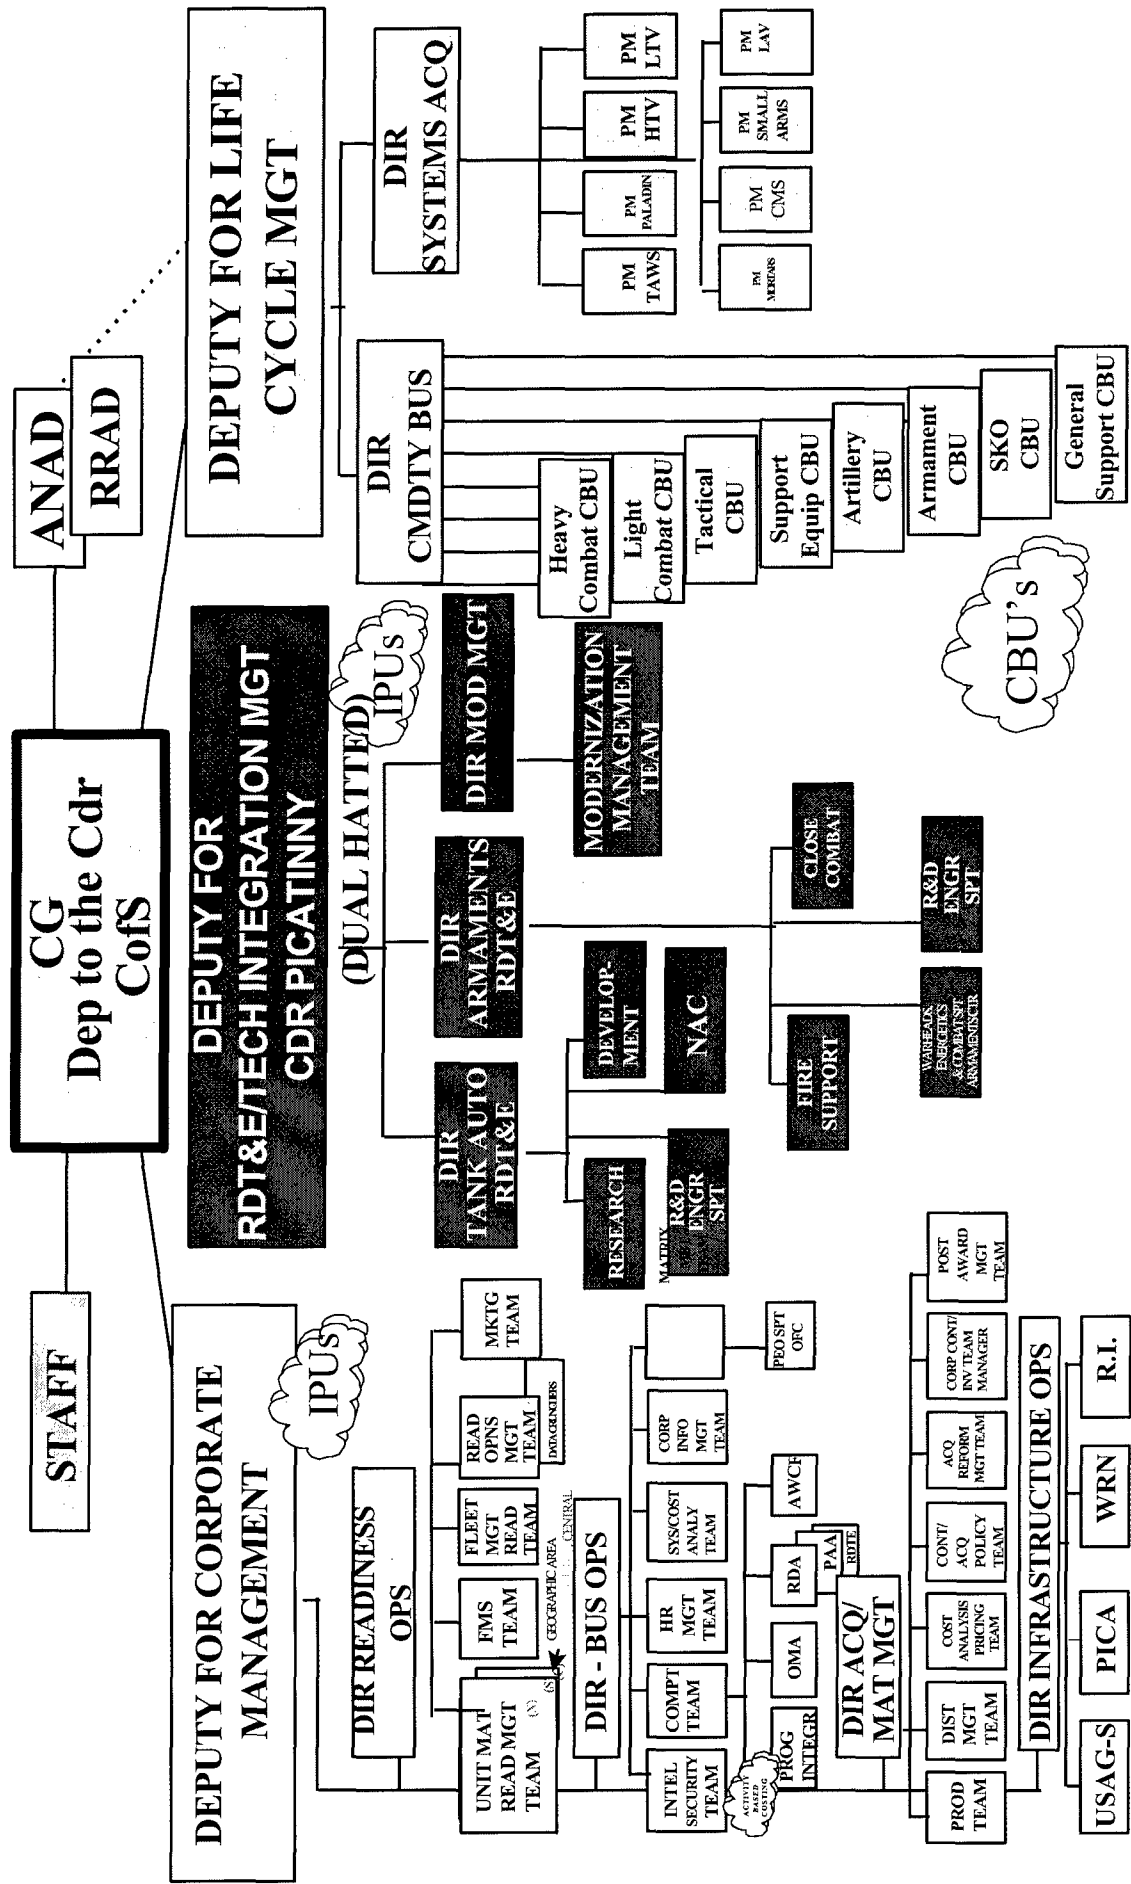 CG
Dep to the Cdr
CofS
STAFF
ANAD
RRAD
DEPUTY FOR CORPORATE
MANAGEMENT
IPUs
DIR READINESS
OPS
UNIT MAT
READ MGT
TEAM
(N)
(S)
FMS
TEAM
FLEET
MGT
READ
TEAM
READ
OPNS
MGT
TEAM
DATA CRUNCHERS
MKTG
TEAM
GEOGRAPHIC AREA
CENTRAL
DIR - BUS OPS
INTEL
SECURITY
TEAM
COMPT
TEAM
HR
MGT
TEAM
SYS/COST
ANALY
TEAM
CORP
INFO
MGT
TEAM
PEO SPT
OFC
ACTIVITY
BASED
COSTING
PROG
INTEGR
OMA
RDA
PAA
RDTE
AWCF
DIR ACQ/
MAT MGT
PROD
TEAM
DIST
MGT
TEAM
COST
ANALYSIS
PRICING
TEAM
CONT/
ACQ
POLICY
TEAM
ACQ
REFORM
MGT TEAM
CORP CONT/
INV TEAM
MANAGER
POST
AWARD
MGT
TEAM
DIR INFRASTRUCTURE OPS
USAG-S
PICA
WRN
R.I.
DEPUTY FOR
RDT&E/TECH INTEGRATION MGT
CDR PICATINNY
(DUAL HATTED)
IPUs
DIR
TANK AUTO
RDT&E
RESEARCH
MATRIX
R&D
ENGR
SPT
NAC
DEVELOP-
MENT
DIR
ARMAMENTS
RDT&E
FIRE
SUPPORT
WARHEADS,
ENERGETICS
& COMBAT SPT
ARMAMENTS CTR
R&D
ENGR
SPT
CLOSE
COMBAT
DIR MOD MGT
MODERNIZATION
MANAGEMENT
TEAM
DEPUTY FOR LIFE
CYCLE MGT
DIR
CMDTY BUS
Heavy
Combat CBU
Light
Combat CBU
Tactical
CBU
Support
Equip CBU
Artillery
CBU
Armament
CBU
SKO
CBU
General
Support CBU
CBU's
DIR
SYSTEMS ACQ
PM
TAWS
PM
PALADIN
PM
HTV
PM
LTV
PM
MORTARS
PM
CMS
PM
SMALL
ARMS
PM
LAV